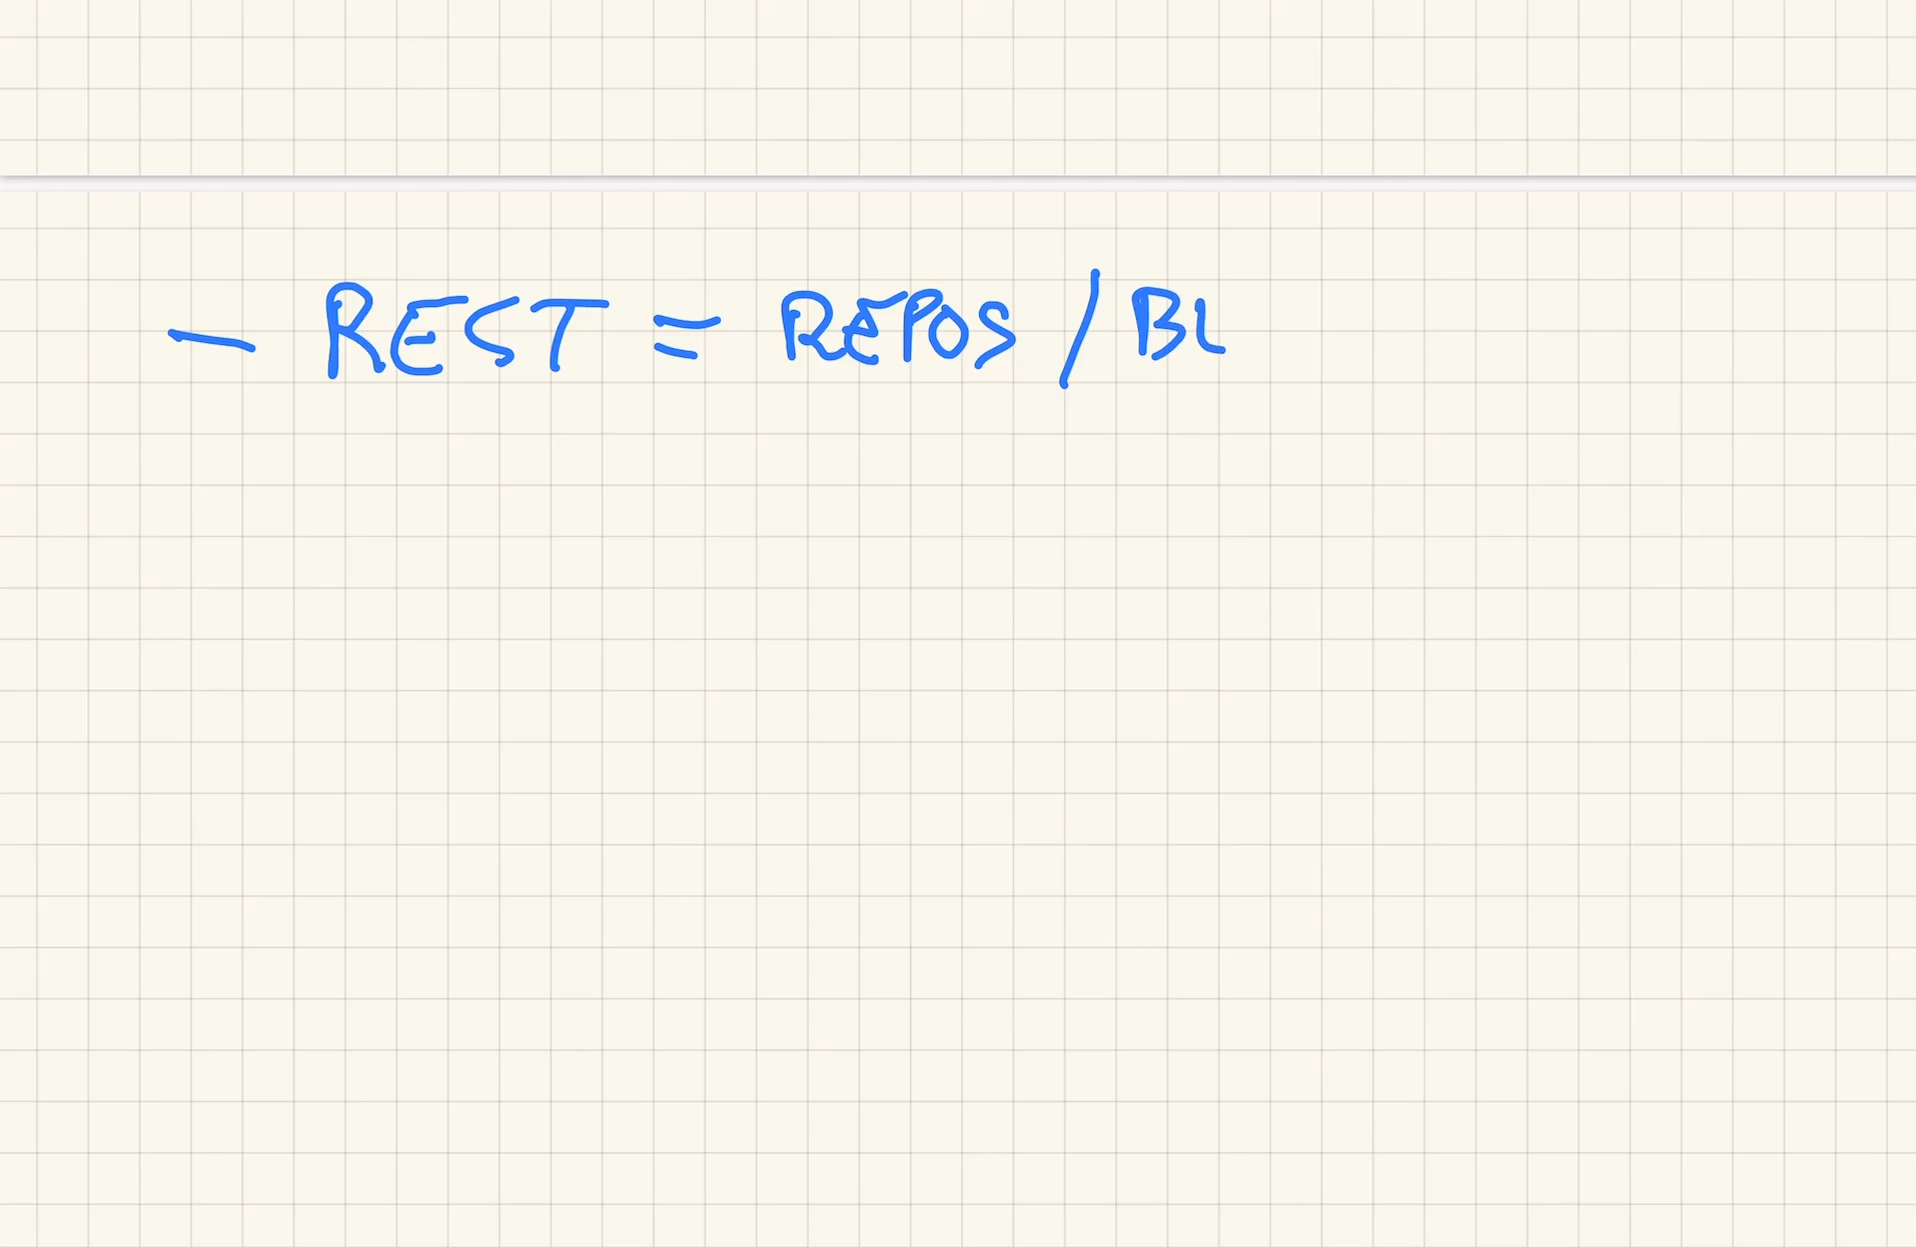 - REST = REPOS / BL